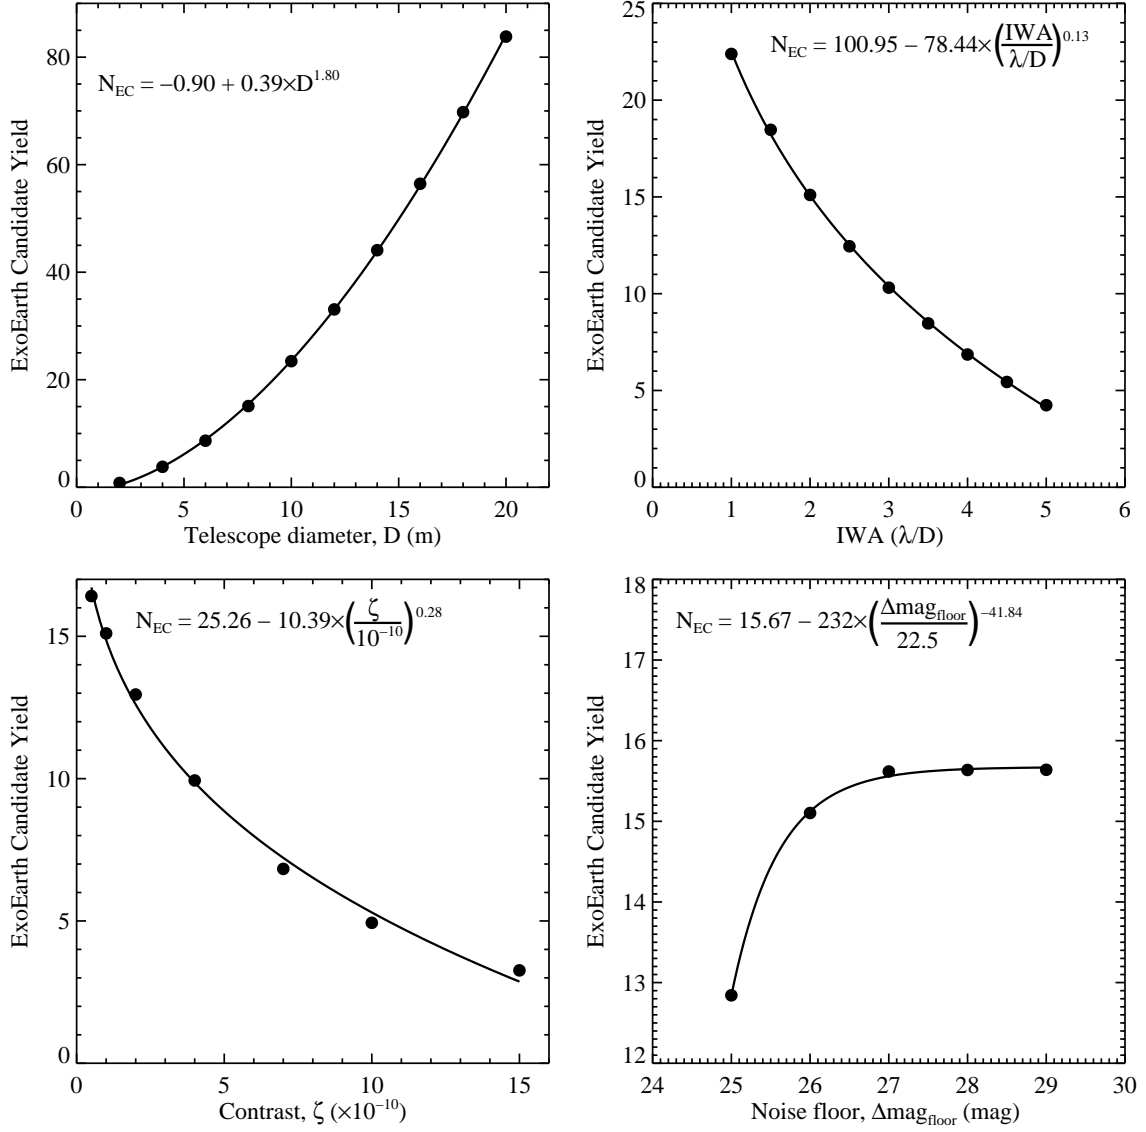 ExoEarth Candidate Yield
80
60
40
20
0
N_EC = −0.90 + 0.39×D^1.80
0 5 10 15 20
Telescope diameter, D (m)
ExoEarth Candidate Yield
25
20
15
10
5
0
N_EC = 100.95 − 78.44×(IWA/λ/D)^0.13
0 1 2 3 4 5 6
IWA (λ/D)
ExoEarth Candidate Yield
15
10
5
0
N_EC = 25.26 − 10.39×(ζ/10^−10)^0.28
0 5 10 15
Contrast, ζ (×10^−10)
ExoEarth Candidate Yield
18
17
16
15
14
13
12
N_EC = 15.67 − 232×(Δmag_floor/22.5)^−41.84
24 25 26 27 28 29 30
Noise floor, Δmag_floor (mag)